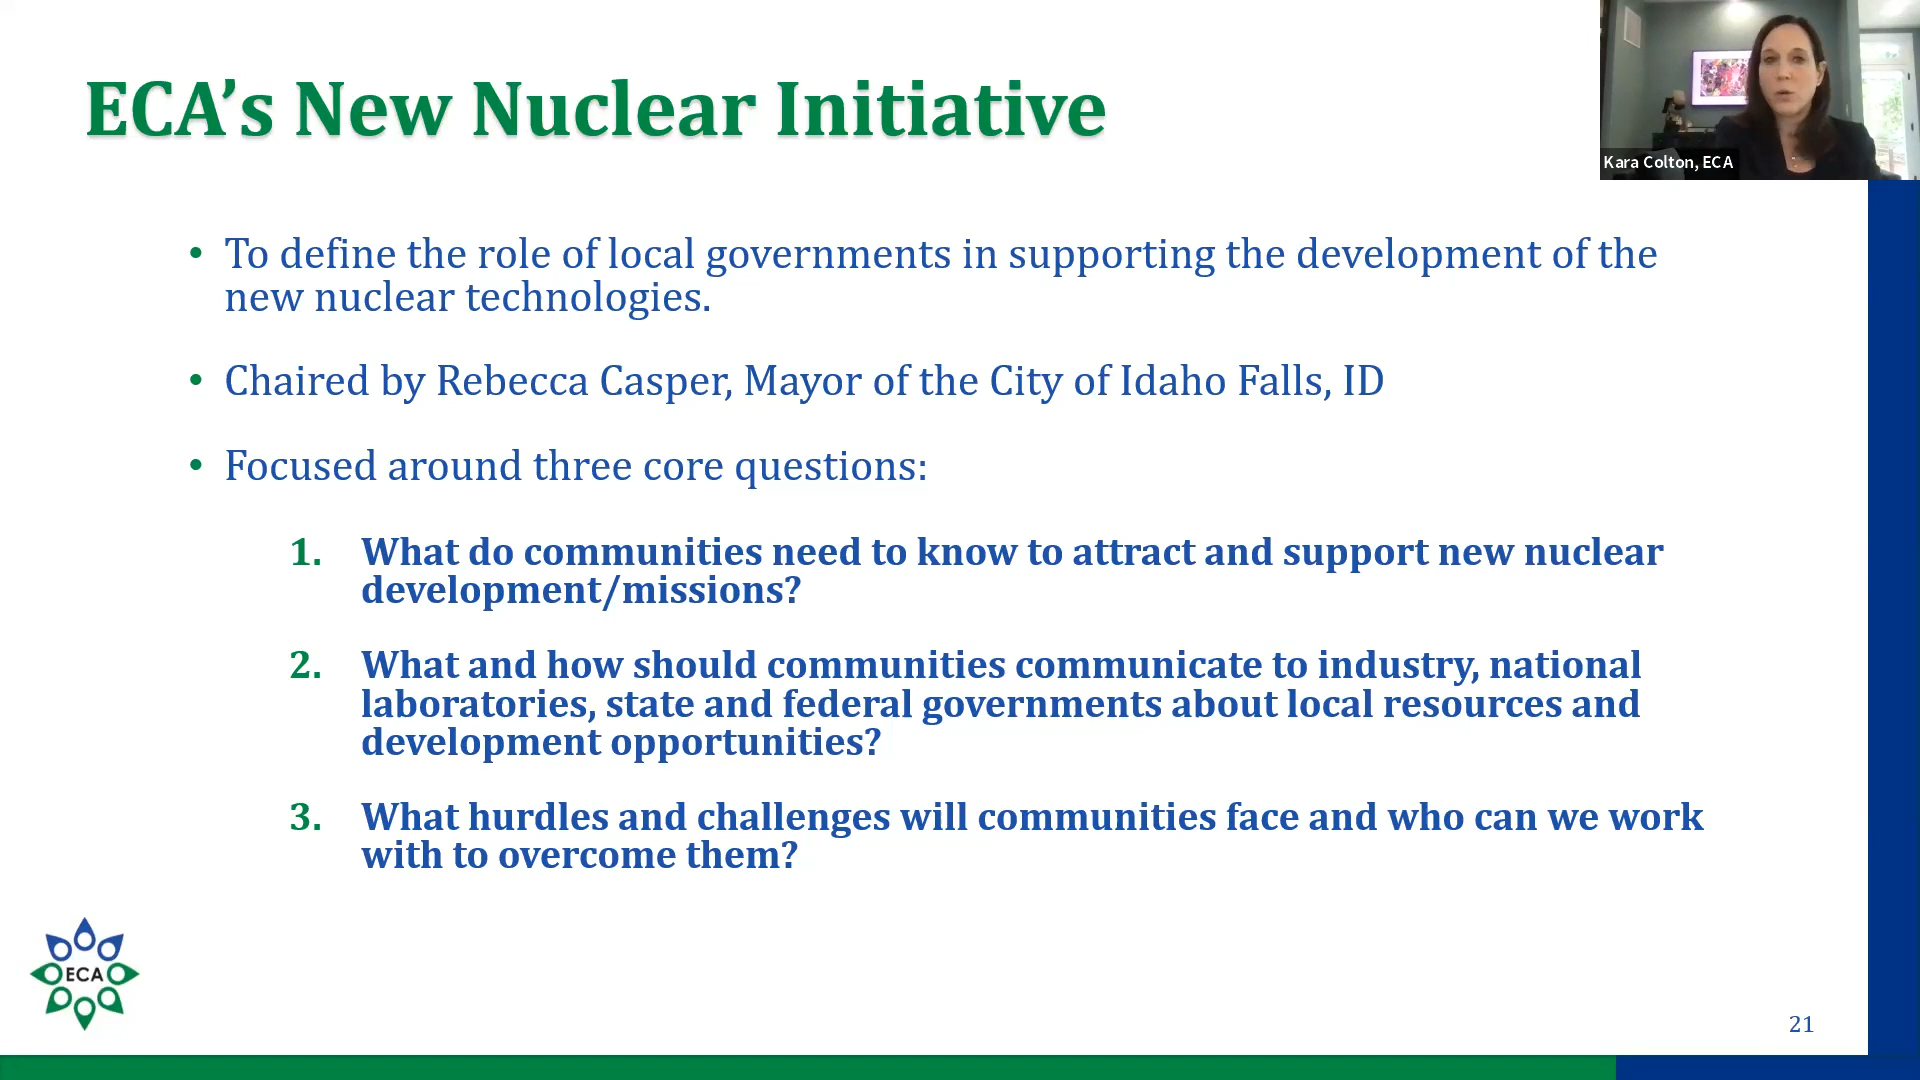 ECA’s New Nuclear Initiative
Kara Colton, ECA
• To define the role of local governments in supporting the development of the
new nuclear technologies.
• Chaired by Rebecca Casper, Mayor of the City of Idaho Falls, ID
• Focused around three core questions:
1. What do communities need to know to attract and support new nuclear
development/missions?
2. What and how should communities communicate to industry, national
laboratories, state and federal governments about local resources and
development opportunities?
3. What hurdles and challenges will communities face and who can we work
with to overcome them?
ECA
21